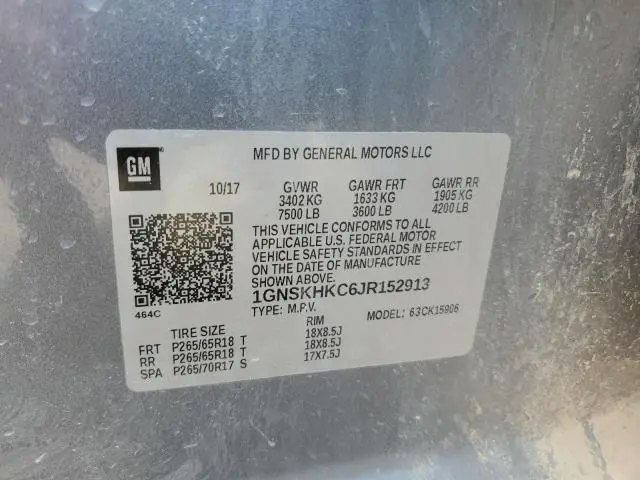 GM
MFD BY GENERAL MOTORS LLC
10/17 GVWR GAWR FRT GAWR RR
3402 KG 1633 KG 1905 KG
7500 LB 3600 LB 4200 LB
THIS VEHICLE CONFORMS TO ALL
APPLICABLE U.S. FEDERAL MOTOR
VEHICLE SAFETY STANDARDS IN EFFECT
ON THE DATE OF MANUFACTURE
SHOWN ABOVE.
1GNSKHKC6JR152913
464C
TYPE: M.P.V. MODEL: 63CK15906
TIRE SIZE RIM
FRT P265/65R18 T 18X8.5J
RR P265/65R18 T 18X8.5J
SPA P265/70R17 S 17X7.5J